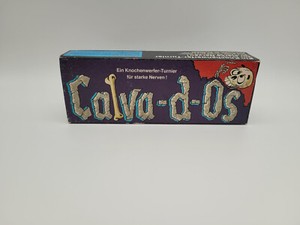 Ein Knochenwerfer-Turnier
für starke Nerven!
Calva-d-Os